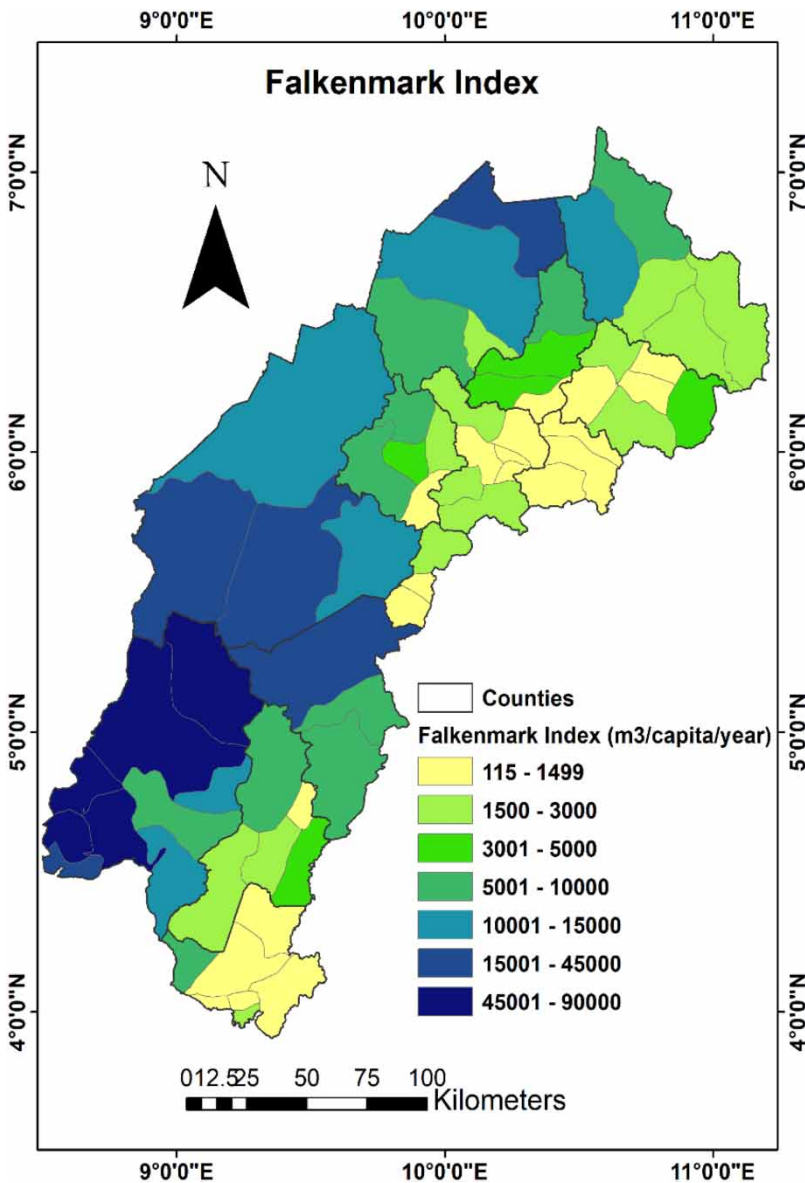 9°0'0"E 10°0'0"E 11°0'0"E
Falkenmark Index
N
7°0'0"N 7°0'0"N
6°0'0"N 6°0'0"N
Counties
5°0'0"N 5°0'0"N
Falkenmark Index (m3/capita/year)
115 - 1499
1500 - 3000
3001 - 5000
5001 - 10000
10001 - 15000
15001 - 45000
45001 - 90000
4°0'0"N 4°0'0"N
012.525 50 75 100
Kilometers
9°0'0"E 10°0'0"E 11°0'0"E